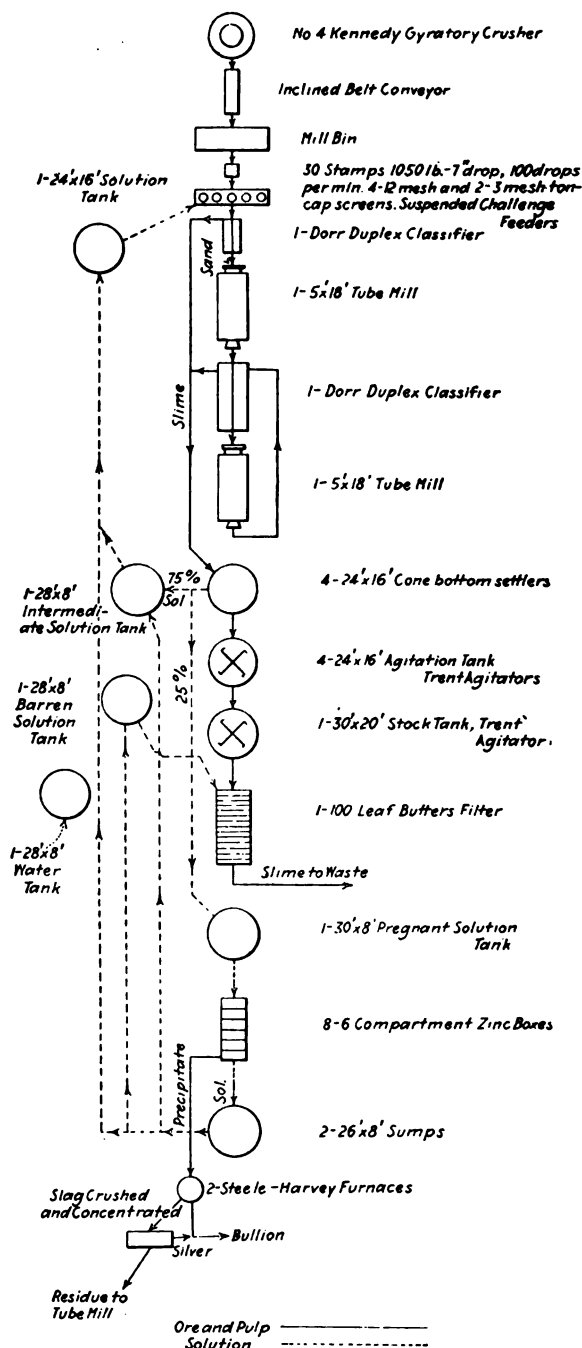 No 4 Kennedy Gyratory Crusher
Inclined Belt Conveyor
Mill Bin
1-24'x16' Solution
Tank
30 Stamps 1050 lb.-7" drop, 100 drops
per min. 4-12 mesh and 2-3 mesh ton-
cap screens. Suspended Challenge
Feeders
1-Dorr Duplex Classifier
Sand
1-5'x18' Tube Mill
Slime
1-Dorr Duplex Classifier
1-5'x18' Tube Mill
75%
Sol
4-24'x16' Cone bottom settlers
1-28'x8'
Intermedi-
ate Solution Tank
25%
4-24'x16' Agitation Tank
Trent Agitators
1-28'x8'
Barren
Solution
Tank
1-30'x20' Stock Tank, Trent
Agitator.
1-100 Leaf Butters Filter
1-28'x8'
Water
Tank
Slime to Waste
1-30'x8' Pregnant Solution
Tank
8-6 Compartment Zinc Boxes
Precipitate
Sol.
2-26'x8' Sumps
2-Steele-Harvey Furnaces
Slag Crushed
and Concentrated
Bullion
Silver
Residue to
Tube Mill
Ore and Pulp
Solution